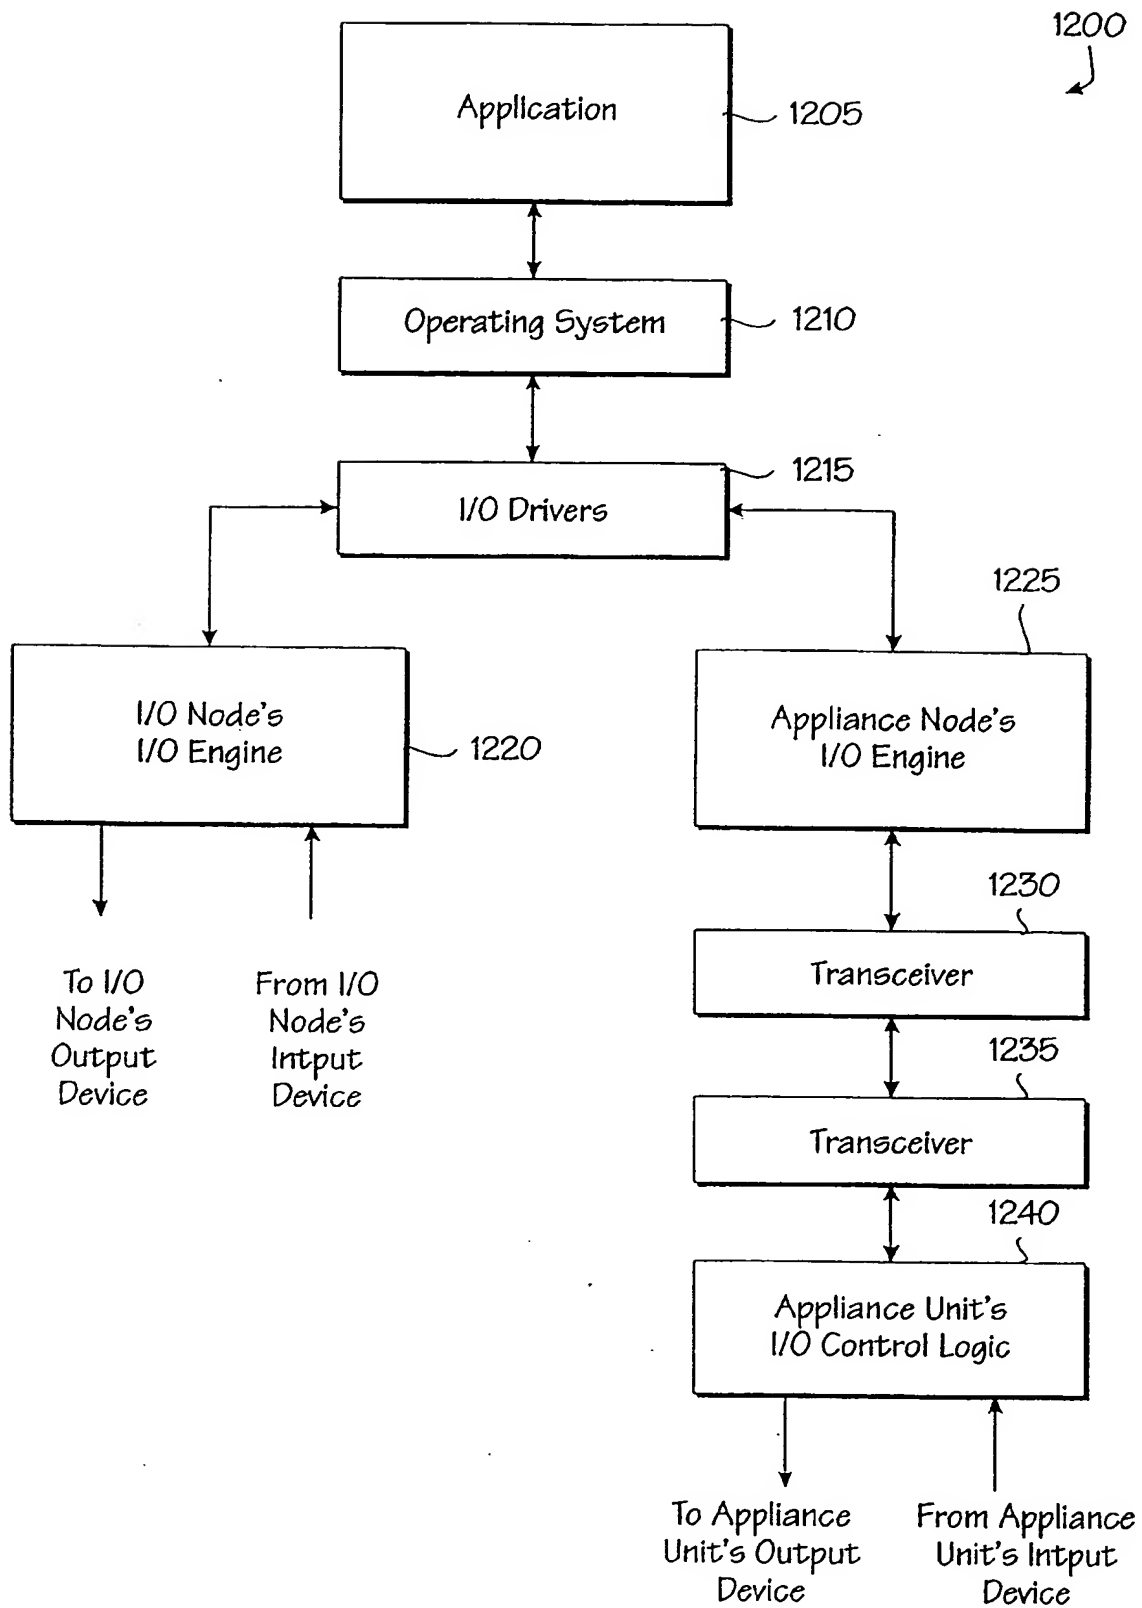 1200
Application
1205
Operating System
1210
1215
I/O Drivers
1225
I/O Node's
I/O Engine
1220
Appliance Node's
I/O Engine
1230
Transceiver
To I/O
Node's
Output
Device
From I/O
Node's
Intput
Device
1235
Transceiver
1240
Appliance Unit's
I/O Control Logic
To Appliance
Unit's Output
Device
From Appliance
Unit's Intput
Device